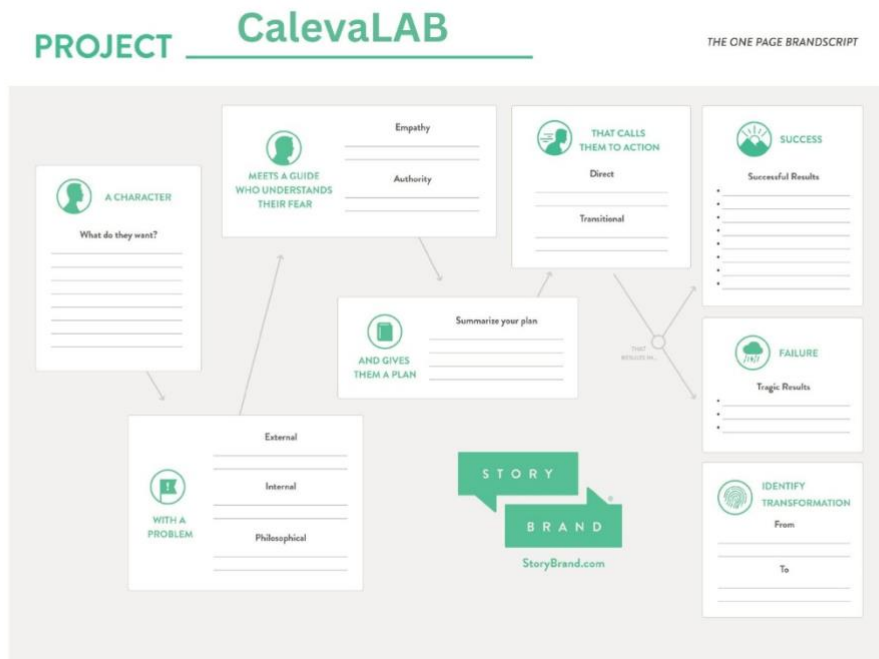 PROJECT CalevaLAB
THE ONE PAGE BRANDSCRIPT
A CHARACTER
What do they want?
WITH A
PROBLEM
External
Internal
Philosophical
MEETS A GUIDE
WHO UNDERSTANDS
THEIR FEAR
Empathy
Authority
AND GIVES
THEM A PLAN
Summarize your plan
THAT CALLS
THEM TO ACTION
Direct
Transitional
THAT
RESULTS IN...
SUCCESS
Successful Results
FAILURE
Tragic Results
IDENTIFY
TRANSFORMATION
From
To
STORY
BRAND
®
StoryBrand.com